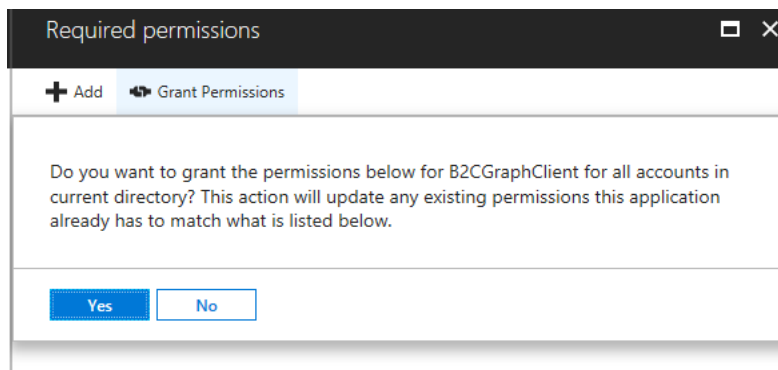 Required permissions
Add Grant Permissions
Do you want to grant the permissions below for B2CGraphClient for all accounts in
current directory? This action will update any existing permissions this application
already has to match what is listed below.
Yes No